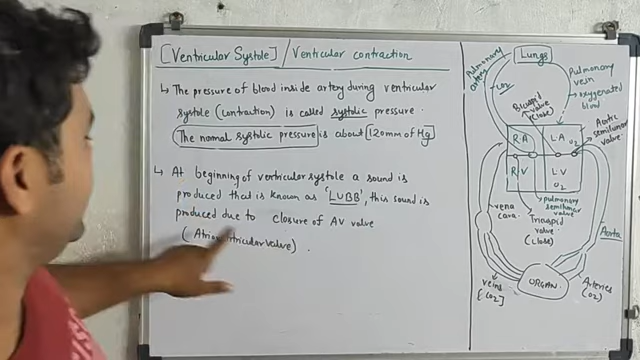 [Ventricular Systole] / Ventricular contraction
↳ The pressure of blood inside artery during ventricular
systole (contraction) is called systolic pressure.
The normal systolic pressure is about [120mm of Hg]
↳ At beginning of ventricular systole a sound is
produced that is known as 'LUBB', this sound is
produced due to closure of AV valve
( Atrioventricular valve) .
Lungs
Pulmonary
artery
CO2
Pulmonary
vein
oxygenated
blood
Bicuspid
valve
(close)
Aortic
semilunar
valve.
RA
LA
O2
RV
LV
O2
pulmonary
semilunar
valve
vena
cava.
Tricuspid
valve
(close)
Aorta
ORGAN
veins
[CO2]
Arteries
(O2)